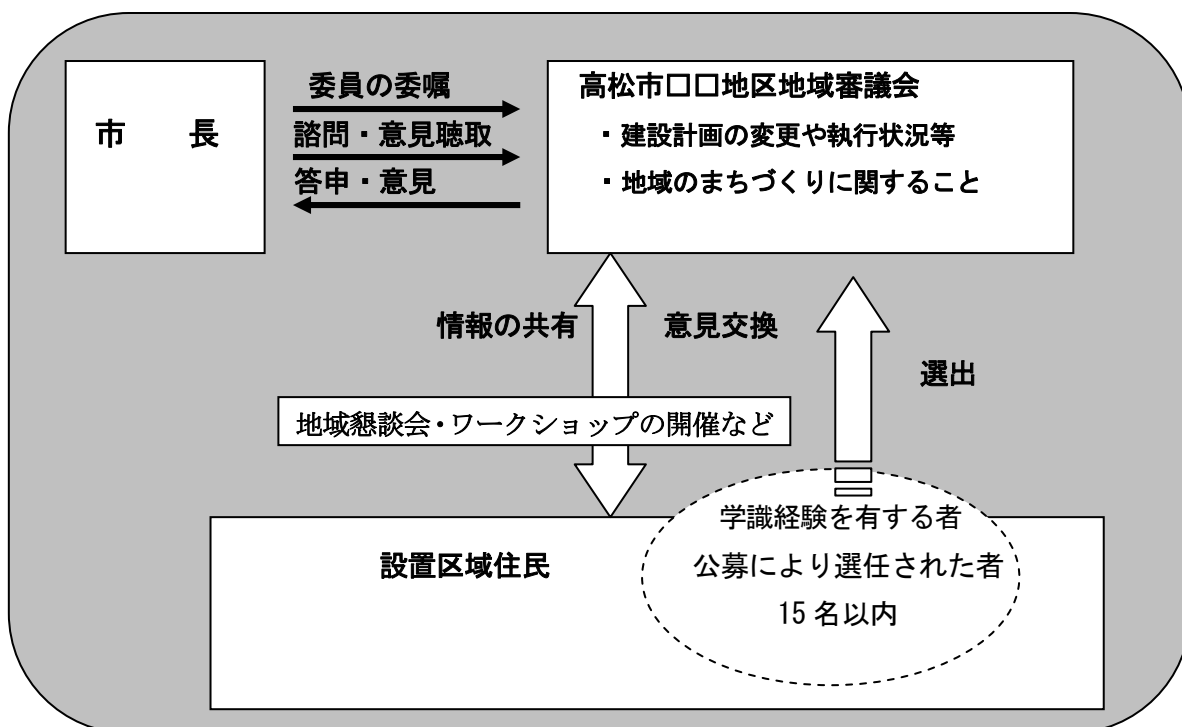 市　　長
委員の委嘱
諮問・意見聴取
答申・意見
高松市□□地区地域審議会
・建設計画の変更や執行状況等
・地域のまちづくりに関すること
情報の共有
意見交換
選出
地域懇談会・ワークショップの開催など
設置区域住民
学識経験を有する者
公募により選任された者
15 名以内